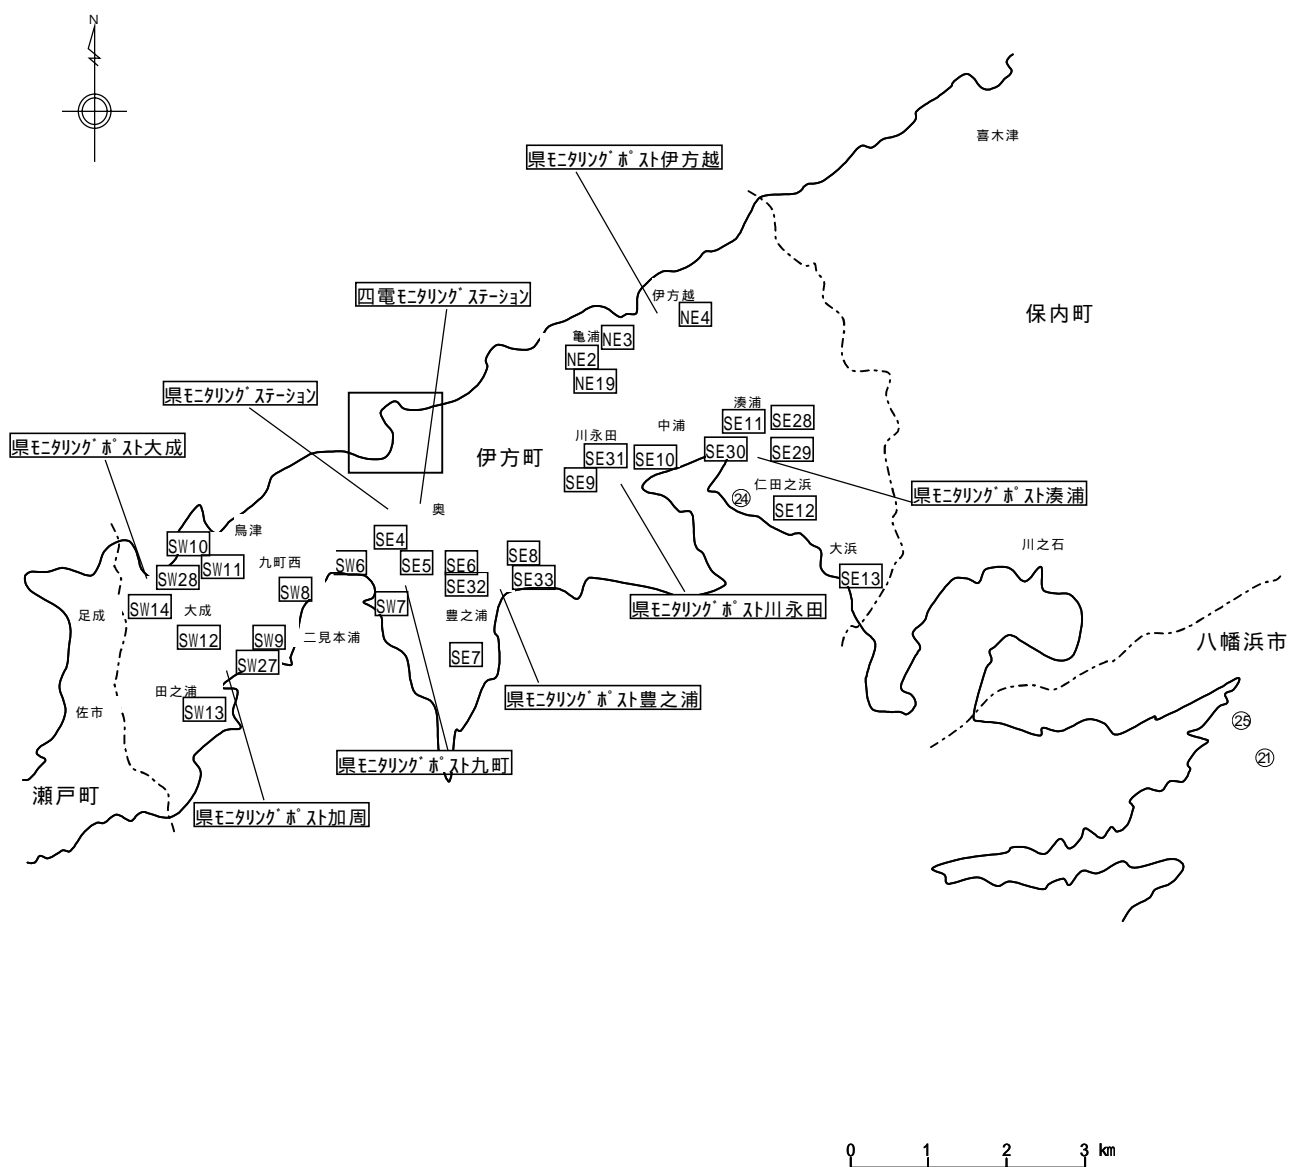 N
喜木津
県モニタリングポスト伊方越
四電モニタリングステーション
伊方越
NE4
保内町
亀浦
NE3
NE2
NE19
県モニタリングステーション
県モニタリングポスト大成
湊浦
SE11
SE28
中浦
川永田
SE31
SE10
SE30
SE29
伊方町
SE9
仁田之浜
県モニタリングポスト湊浦
㉔
SE12
奥
鳥津
SE4
SW10
SW11
九町西
SW6
SE5
SE6
SE8
大浜
川之石
SW28
SW8
SE32
SE33
SE13
SW14
大成
SW7
県モニタリングポスト川永田
足成
豊之浦
SW12
SW9
二見本浦
八幡浜市
SW27
SE7
田之浦
県モニタリングポスト豊之浦
SW13
佐市
㉕
県モニタリングポスト九町
㉑
瀬戸町
県モニタリングポスト加周
0 1 2 3 km